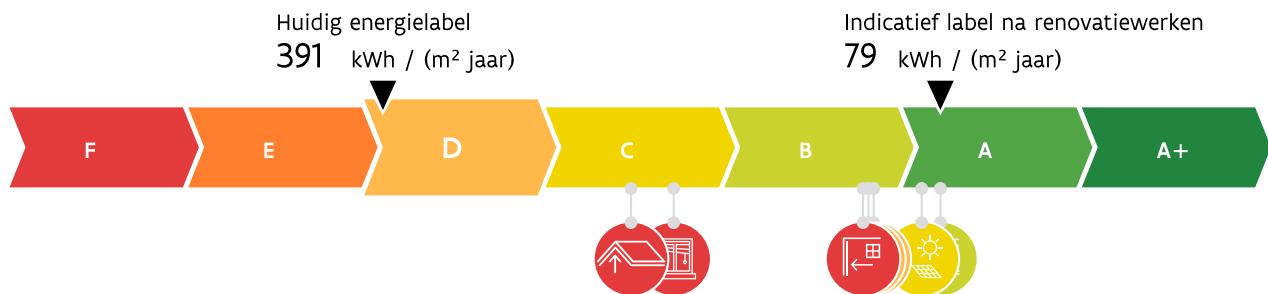 Huidig energielabel
391 kWh / (m² jaar)
Indicatief label na renovatiewerken
79 kWh / (m² jaar)
F E D C B A A+